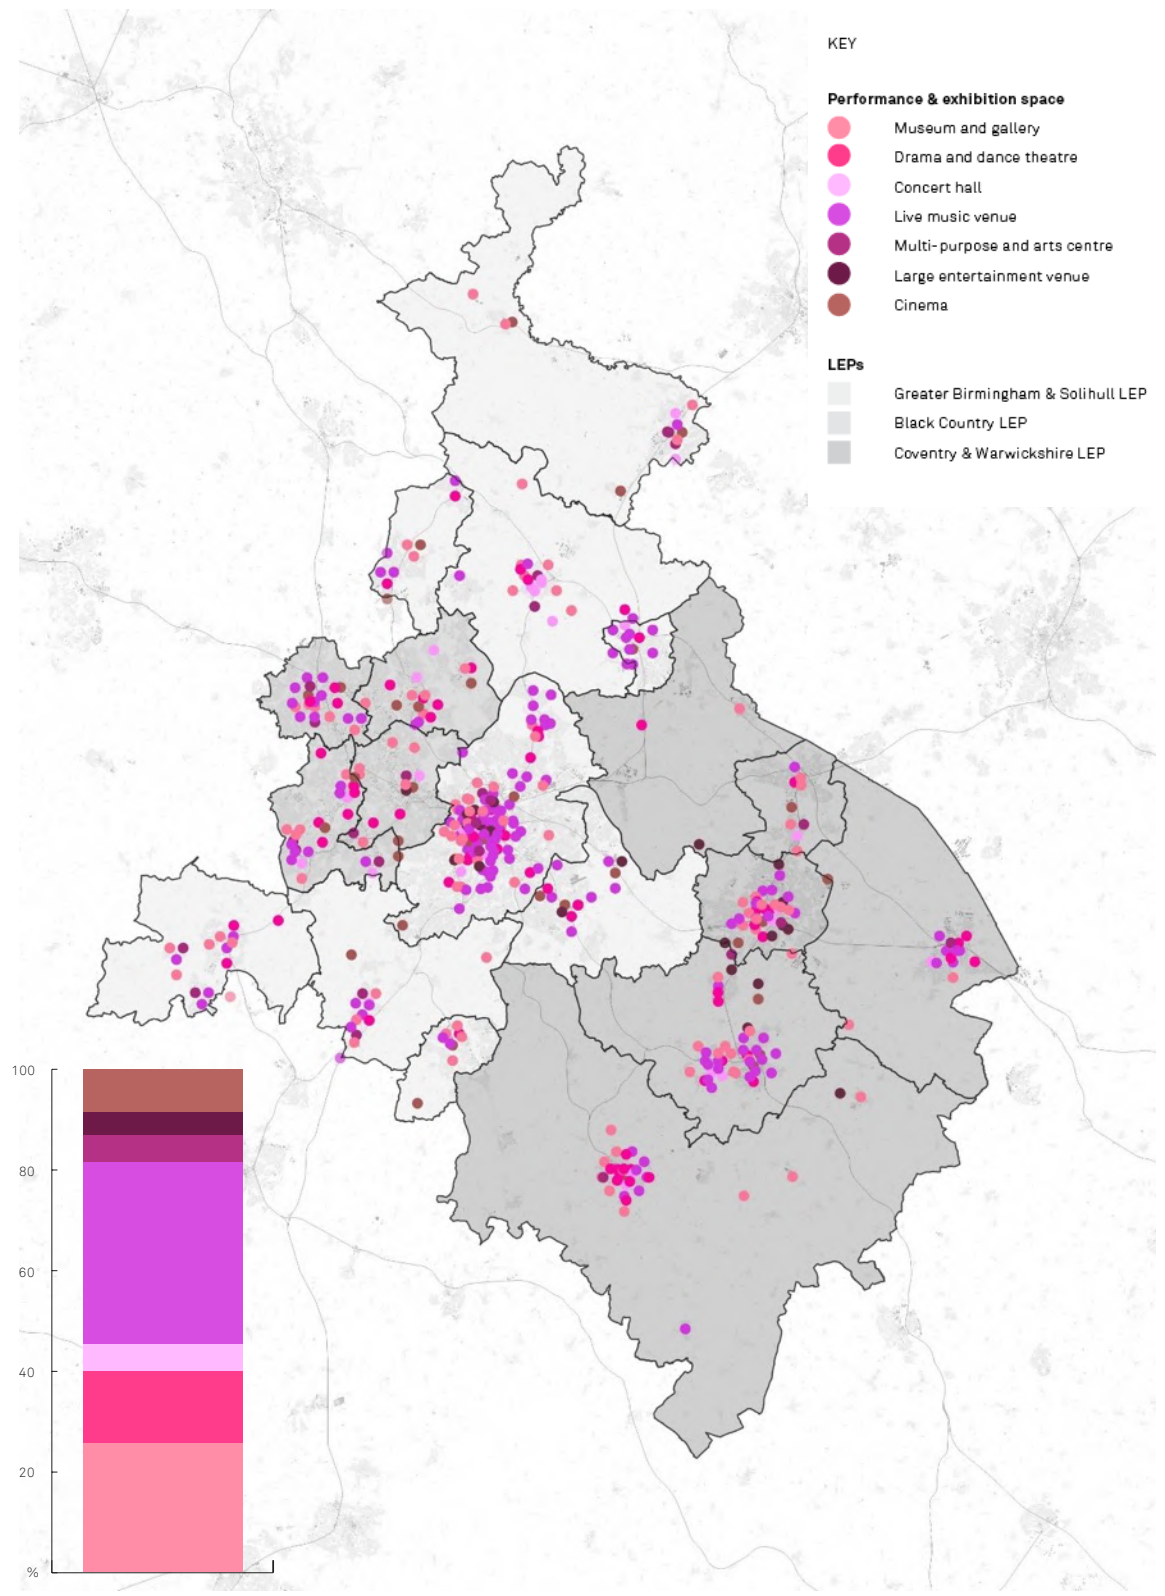 KEY
Performance & exhibition space
Museum and gallery
Drama and dance theatre
Concert hall
Live music venue
Multi-purpose and arts centre
Large entertainment venue
Cinema
LEPs
Greater Birmingham & Solihull LEP
Black Country LEP
Coventry & Warwickshire LEP
100
80
60
40
20
%